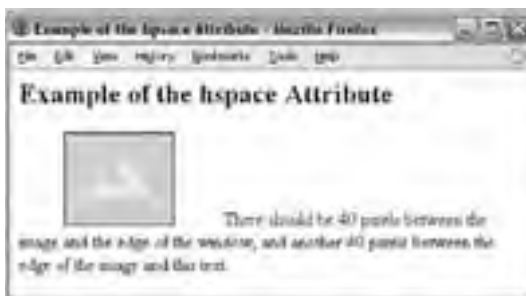 Example of the hspace Attribute - Mozilla Firefox
File Edit View History Bookmarks Tools Help
Example of the hspace Attribute
There should be 40 pixels between the
image and the edge of the window, and another 40 pixels between the
edge of the image and this text.